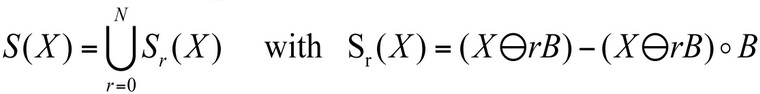 S(X) = ⋃_{r=0}^{N} S_r(X) with S_r(X) = (X⊖rB) − (X⊖rB) ∘ B